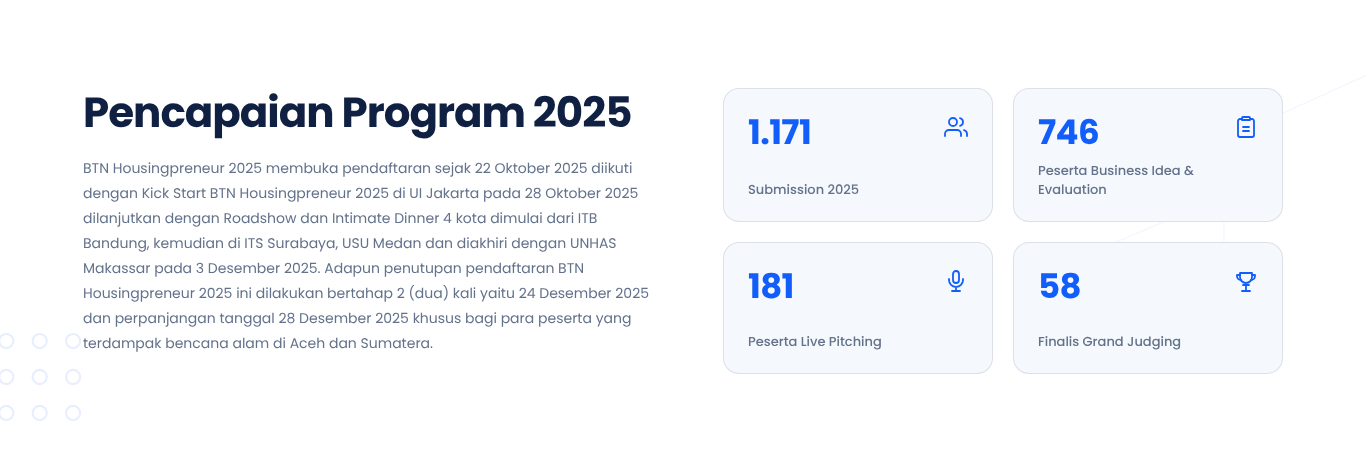 Pencapaian Program 2025
BTN Housingpreneur 2025 membuka pendaftaran sejak 22 Oktober 2025 diikuti
dengan Kick Start BTN Housingpreneur 2025 di UI Jakarta pada 28 Oktober 2025
dilanjutkan dengan Roadshow dan Intimate Dinner 4 kota dimulai dari ITB
Bandung, kemudian di ITS Surabaya, USU Medan dan diakhiri dengan UNHAS
Makassar pada 3 Desember 2025. Adapun penutupan pendaftaran BTN
Housingpreneur 2025 ini dilakukan bertahap 2 (dua) kali yaitu 24 Desember 2025
dan perpanjangan tanggal 28 Desember 2025 khusus bagi para peserta yang
terdampak bencana alam di Aceh dan Sumatera.
1.171
Submission 2025
746
Peserta Business Idea &
Evaluation
181
Peserta Live Pitching
58
Finalis Grand Judging